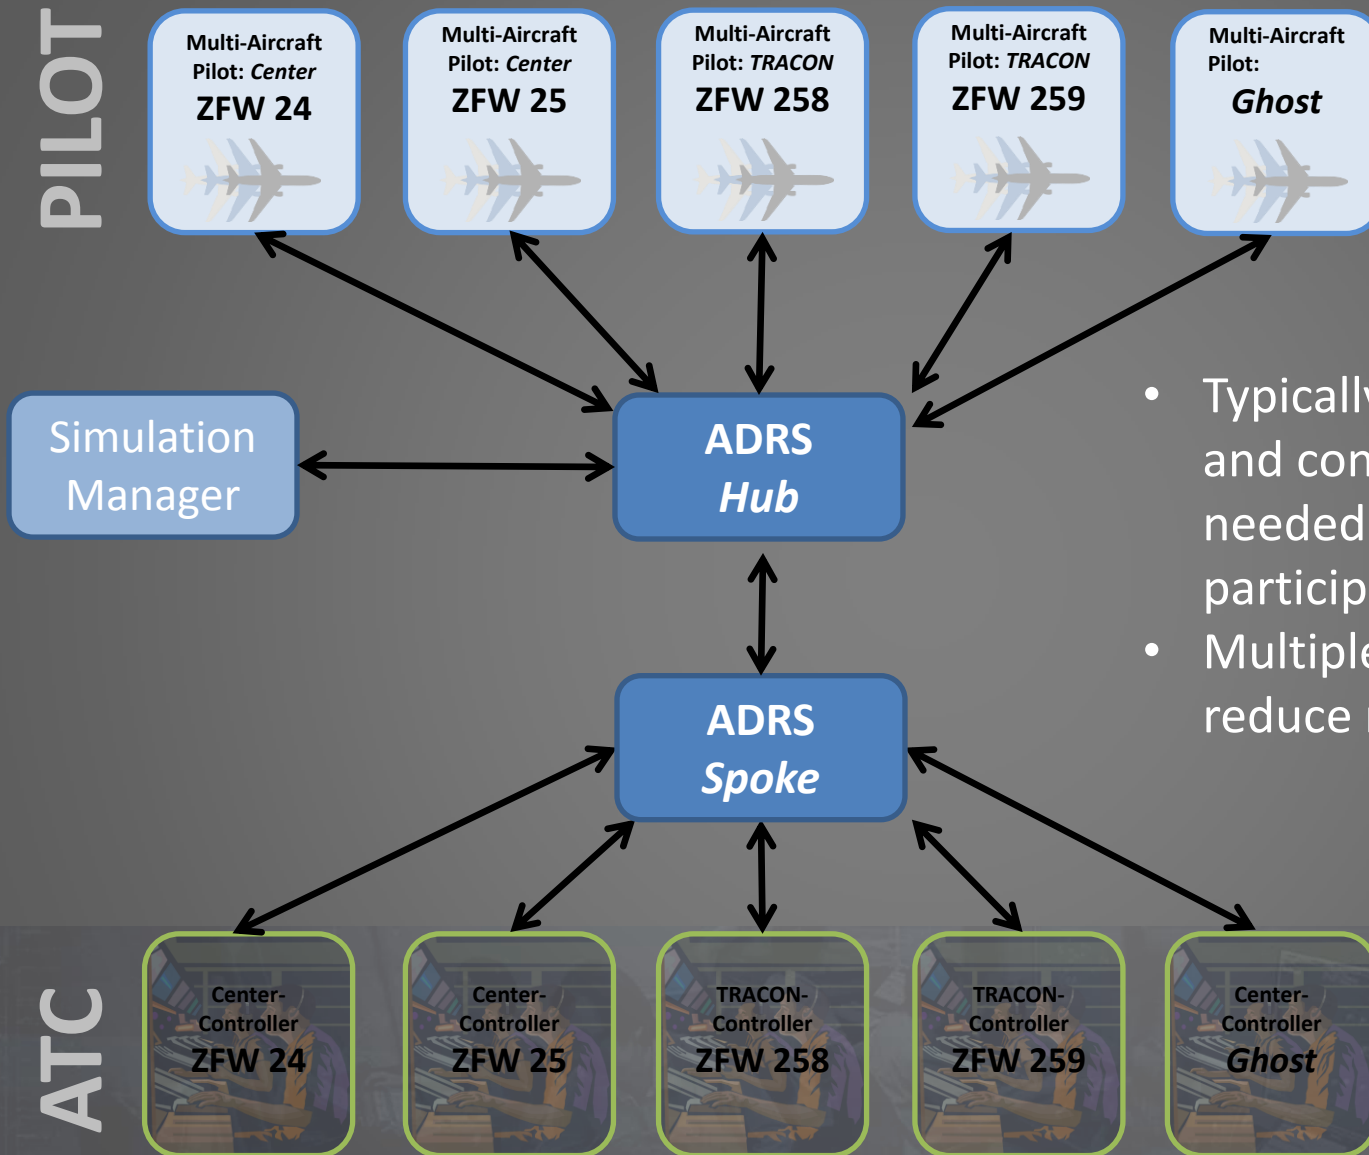 PILOT
Multi-Aircraft
Pilot: Center
ZFW 24
Multi-Aircraft
Pilot: Center
ZFW 25
Multi-Aircraft
Pilot: TRACON
ZFW 258
Multi-Aircraft
Pilot: TRACON
ZFW 259
Multi-Aircraft
Pilot:
Ghost
Simulation
Manager
ADRS
Hub
• Typically
and con
needed
particip
• Multiple
reduce
ADRS
Spoke
ATC
Center-
Controller
ZFW 24
Center-
Controller
ZFW 25
TRACON-
Controller
ZFW 258
TRACON-
Controller
ZFW 259
Center-
Controller
Ghost